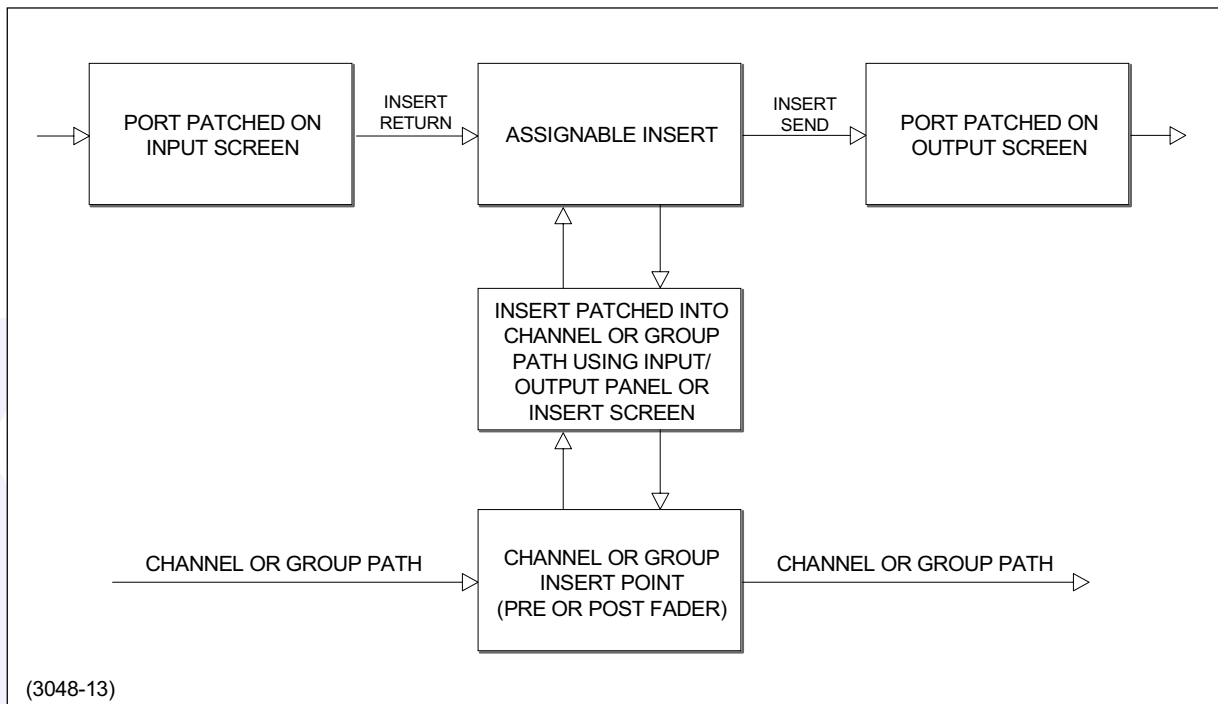 PORT PATCHED ON
INPUT SCREEN
INSERT
RETURN
ASSIGNABLE INSERT
INSERT
SEND
PORT PATCHED ON
OUTPUT SCREEN
INSERT PATCHED INTO
CHANNEL OR GROUP
PATH USING INPUT/
OUTPUT PANEL OR
INSERT SCREEN
CHANNEL OR GROUP PATH
CHANNEL OR GROUP
INSERT POINT
(PRE OR POST FADER)
CHANNEL OR GROUP PATH
(3048-13)